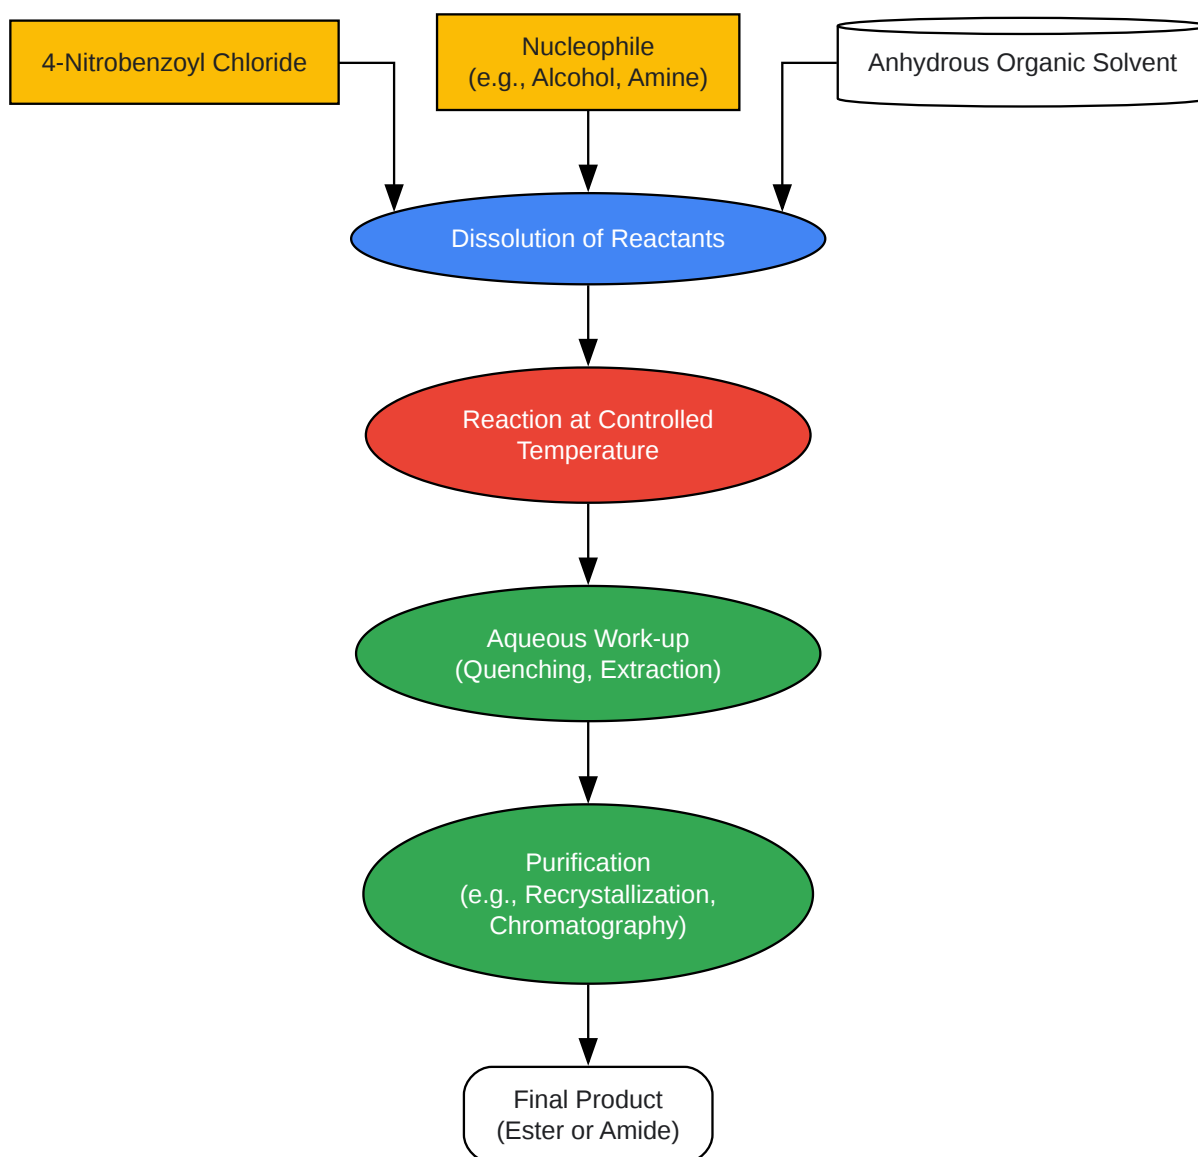 4-Nitrobenzoyl Chloride
Nucleophile
(e.g., Alcohol, Amine)
Anhydrous Organic Solvent
Dissolution of Reactants
Reaction at Controlled
Temperature
Aqueous Work-up
(Quenching, Extraction)
Purification
(e.g., Recrystallization,
Chromatography)
Final Product
(Ester or Amide)